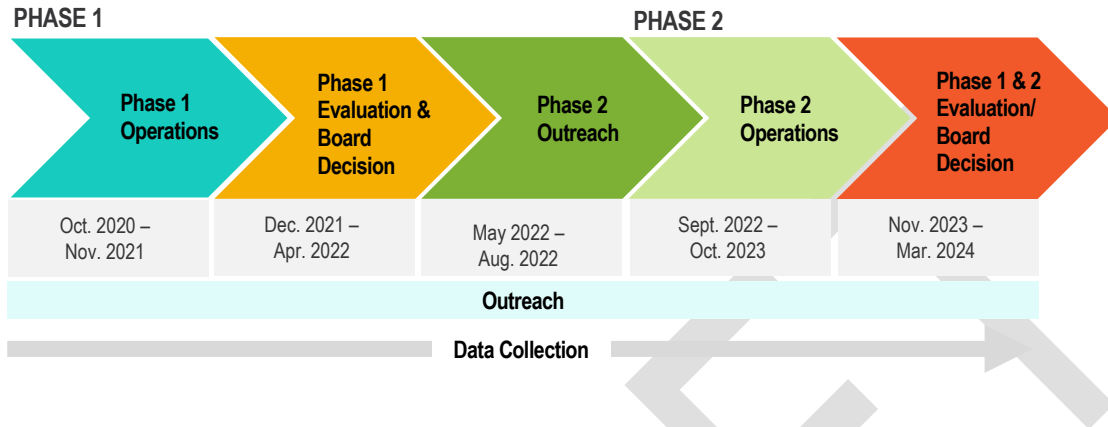 PHASE 1
PHASE 2
Phase 1
Operations
Phase 1
Evaluation &
Board
Decision
Phase 2
Outreach
Phase 2
Operations
Phase 1 & 2
Evaluation/
Board
Decision
Oct. 2020 –
Nov. 2021
Dec. 2021 –
Apr. 2022
May 2022 –
Aug. 2022
Sept. 2022 –
Oct. 2023
Nov. 2023 –
Mar. 2024
Outreach
Data Collection